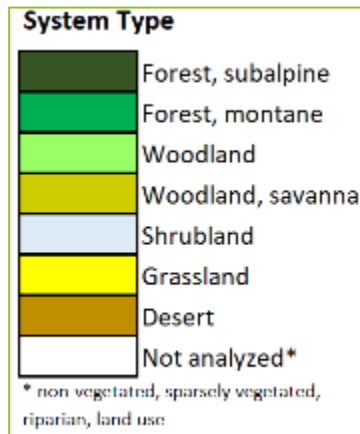 System Type
Forest, subalpine
Forest, montane
Woodland
Woodland, savanna
Shrubland
Grassland
Desert
Not analyzed*
* non vegetated, sparsely vegetated,
riparian, land use